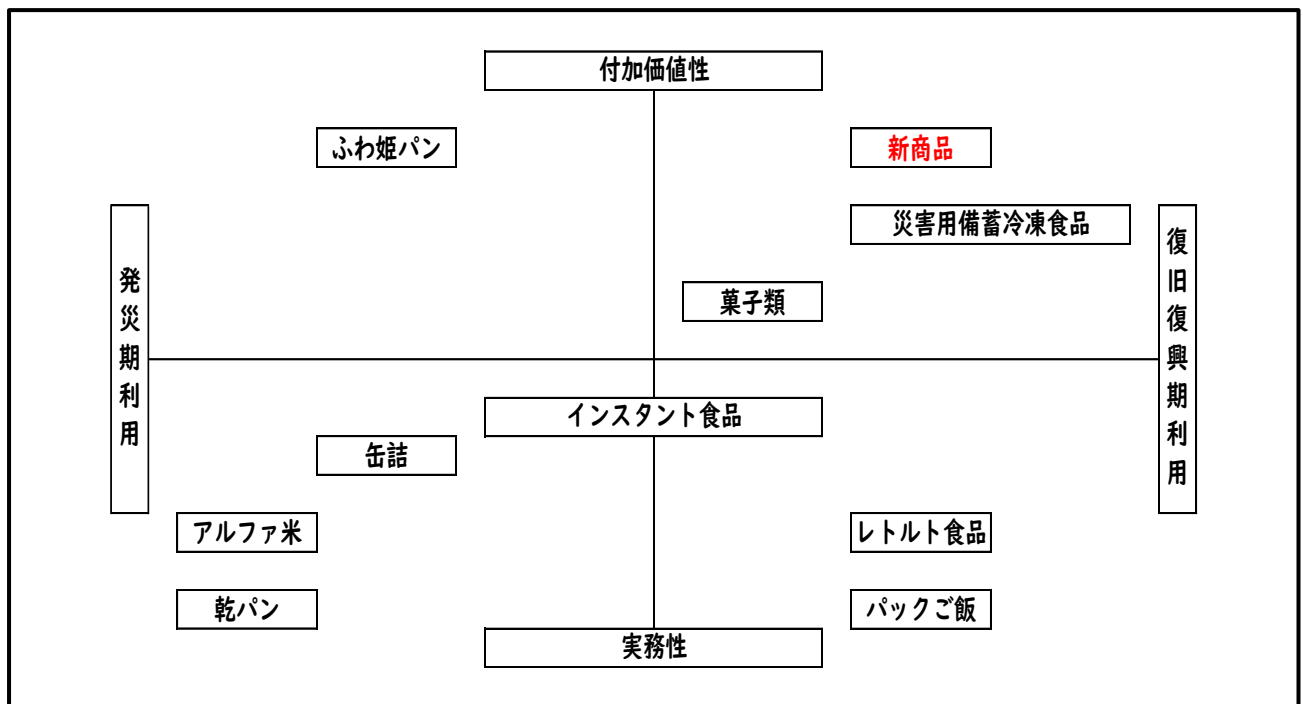 付加価値性
ふわ姫パン
新商品
災害用備蓄冷凍食品
菓子類
発災期利用
復旧復興期利用
インスタント食品
缶詰
アルファ米
レトルト食品
乾パン
パックご飯
実務性